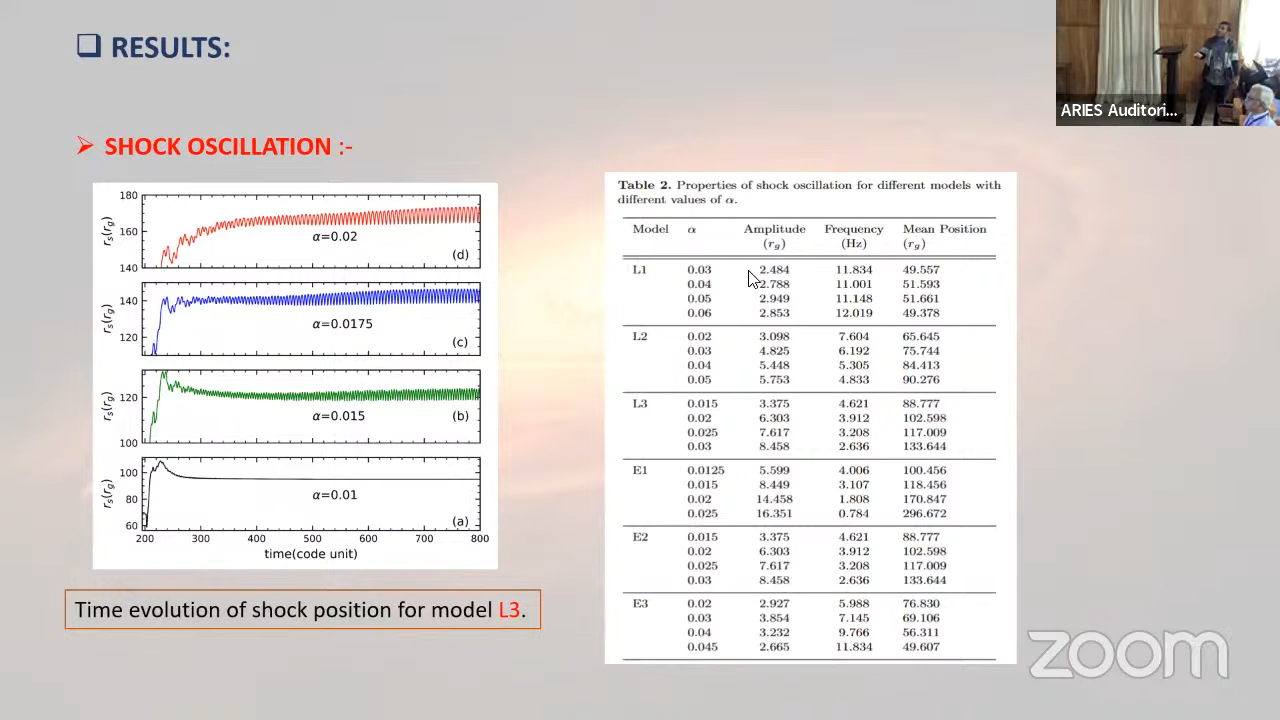 ❑ RESULTS:
➢ SHOCK OSCILLATION :-
180
160
140
rs(rg)
α=0.02
(d)
140
120
rs(rg)
α=0.0175
(c)
120
100
rs(rg)
α=0.015
(b)
100
80
60
rs(rg)
α=0.01
(a)
200 300 400 500 600 700 800
time(code unit)
Time evolution of shock position for model L3.
Table 2. Properties of shock oscillation for different models with
different values of α.
Model α Amplitude Frequency Mean Position
(rg) (Hz) (rg)
L1 0.03 2.484 11.834 49.557
0.04 2.788 11.001 51.593
0.05 2.949 11.148 51.661
0.06 2.853 12.019 49.378
L2 0.02 3.098 7.604 65.645
0.03 4.825 6.192 75.744
0.04 5.448 5.305 84.413
0.05 5.753 4.833 90.276
L3 0.015 3.375 4.621 88.777
0.02 6.303 3.912 102.598
0.025 7.617 3.208 117.009
0.03 8.458 2.636 133.644
E1 0.0125 5.599 4.006 100.456
0.015 8.449 3.107 118.456
0.02 14.458 1.808 170.847
0.025 16.351 0.784 296.672
E2 0.015 3.375 4.621 88.777
0.02 6.303 3.912 102.598
0.025 7.617 3.208 117.009
0.03 8.458 2.636 133.644
E3 0.02 2.927 5.988 76.830
0.03 3.854 7.145 69.106
0.04 3.232 9.766 56.311
0.045 2.665 11.834 49.607
ARIES Auditori...
zoom